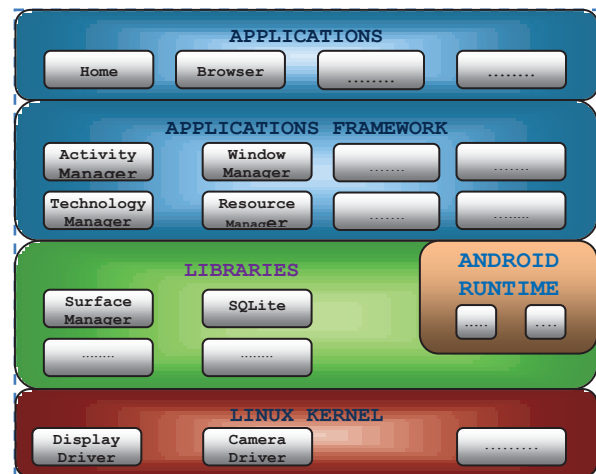 APPLICATIONS
Home Browser ........ ........
APPLICATIONS FRAMEWORK
Activity Manager
Window Manager
.......
.......
Technology Manager
Resource Manager
.......
........
LIBRARIES
ANDROID RUNTIME
Surface Manager
SQLite
.....
....
........
........
LINUX KERNEL
Display Driver
Camera Driver
.........